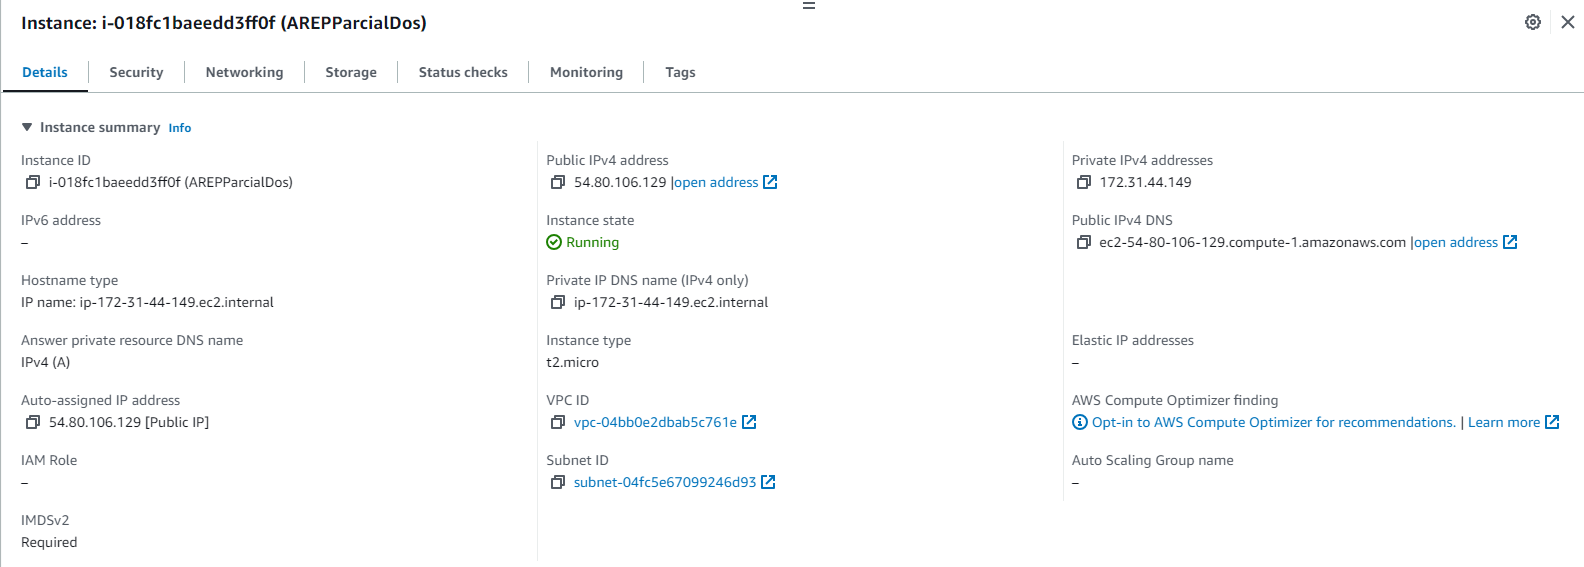 Instance: i-018fc1baeedd3ff0f (AREPParcialDos)
Details
Security
Networking
Storage
Status checks
Monitoring
Tags
Instance summary Info
Instance ID
i-018fc1baeedd3ff0f (AREPParcialDos)
Public IPv4 address
54.80.106.129 |open address
Private IPv4 addresses
172.31.44.149
IPv6 address
–
Instance state
Running
Public IPv4 DNS
ec2-54-80-106-129.compute-1.amazonaws.com |open address
Hostname type
IP name: ip-172-31-44-149.ec2.internal
Private IP DNS name (IPv4 only)
ip-172-31-44-149.ec2.internal
Answer private resource DNS name
IPv4 (A)
Instance type
t2.micro
Elastic IP addresses
–
Auto-assigned IP address
54.80.106.129 [Public IP]
VPC ID
vpc-04bb0e2dbab5c761e
AWS Compute Optimizer finding
Opt-in to AWS Compute Optimizer for recommendations. | Learn more
IAM Role
–
Subnet ID
subnet-04fc5e67099246d93
Auto Scaling Group name
–
IMDSv2
Required